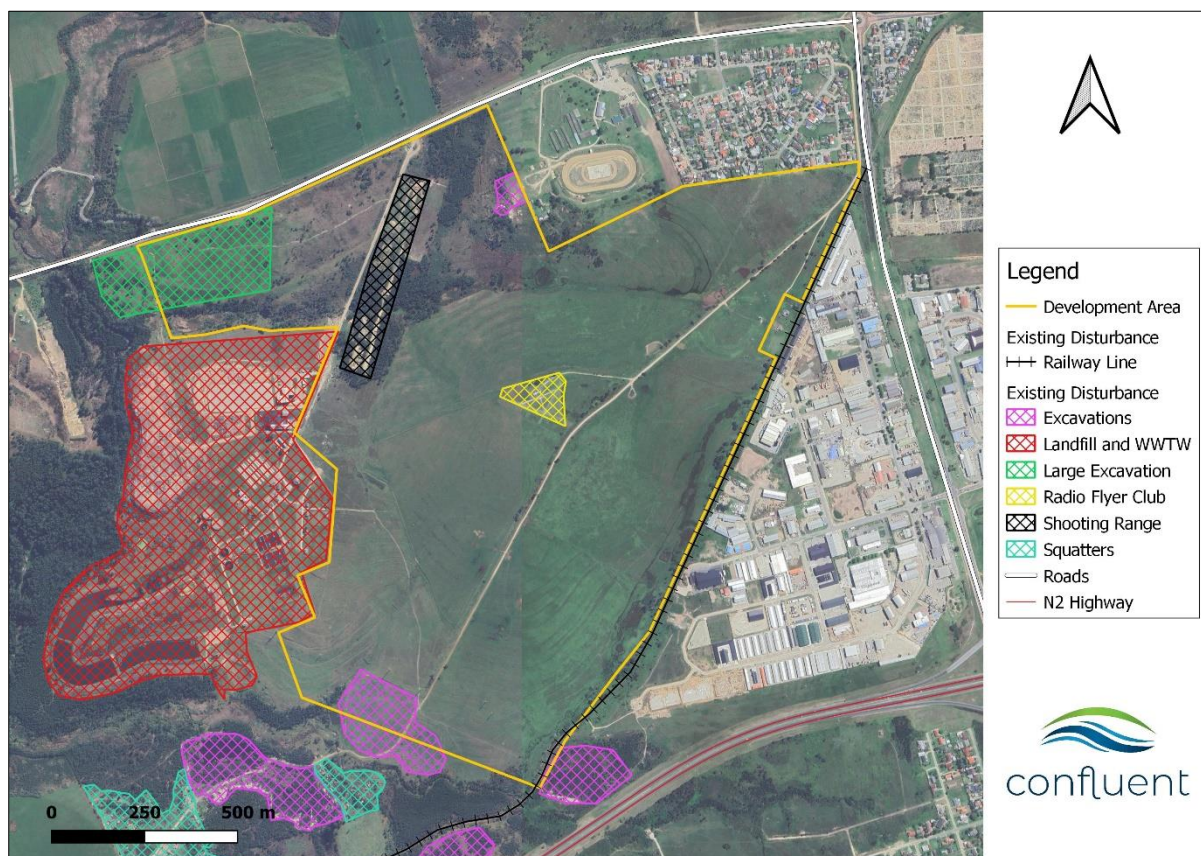 Legend
Development Area
Existing Disturbance
Railway Line
Existing Disturbance
Excavations
Landfill and WWTW
Large Excavation
Radio Flyer Club
Shooting Range
Squatters
Roads
N2 Highway
0 250 500 m
confluent